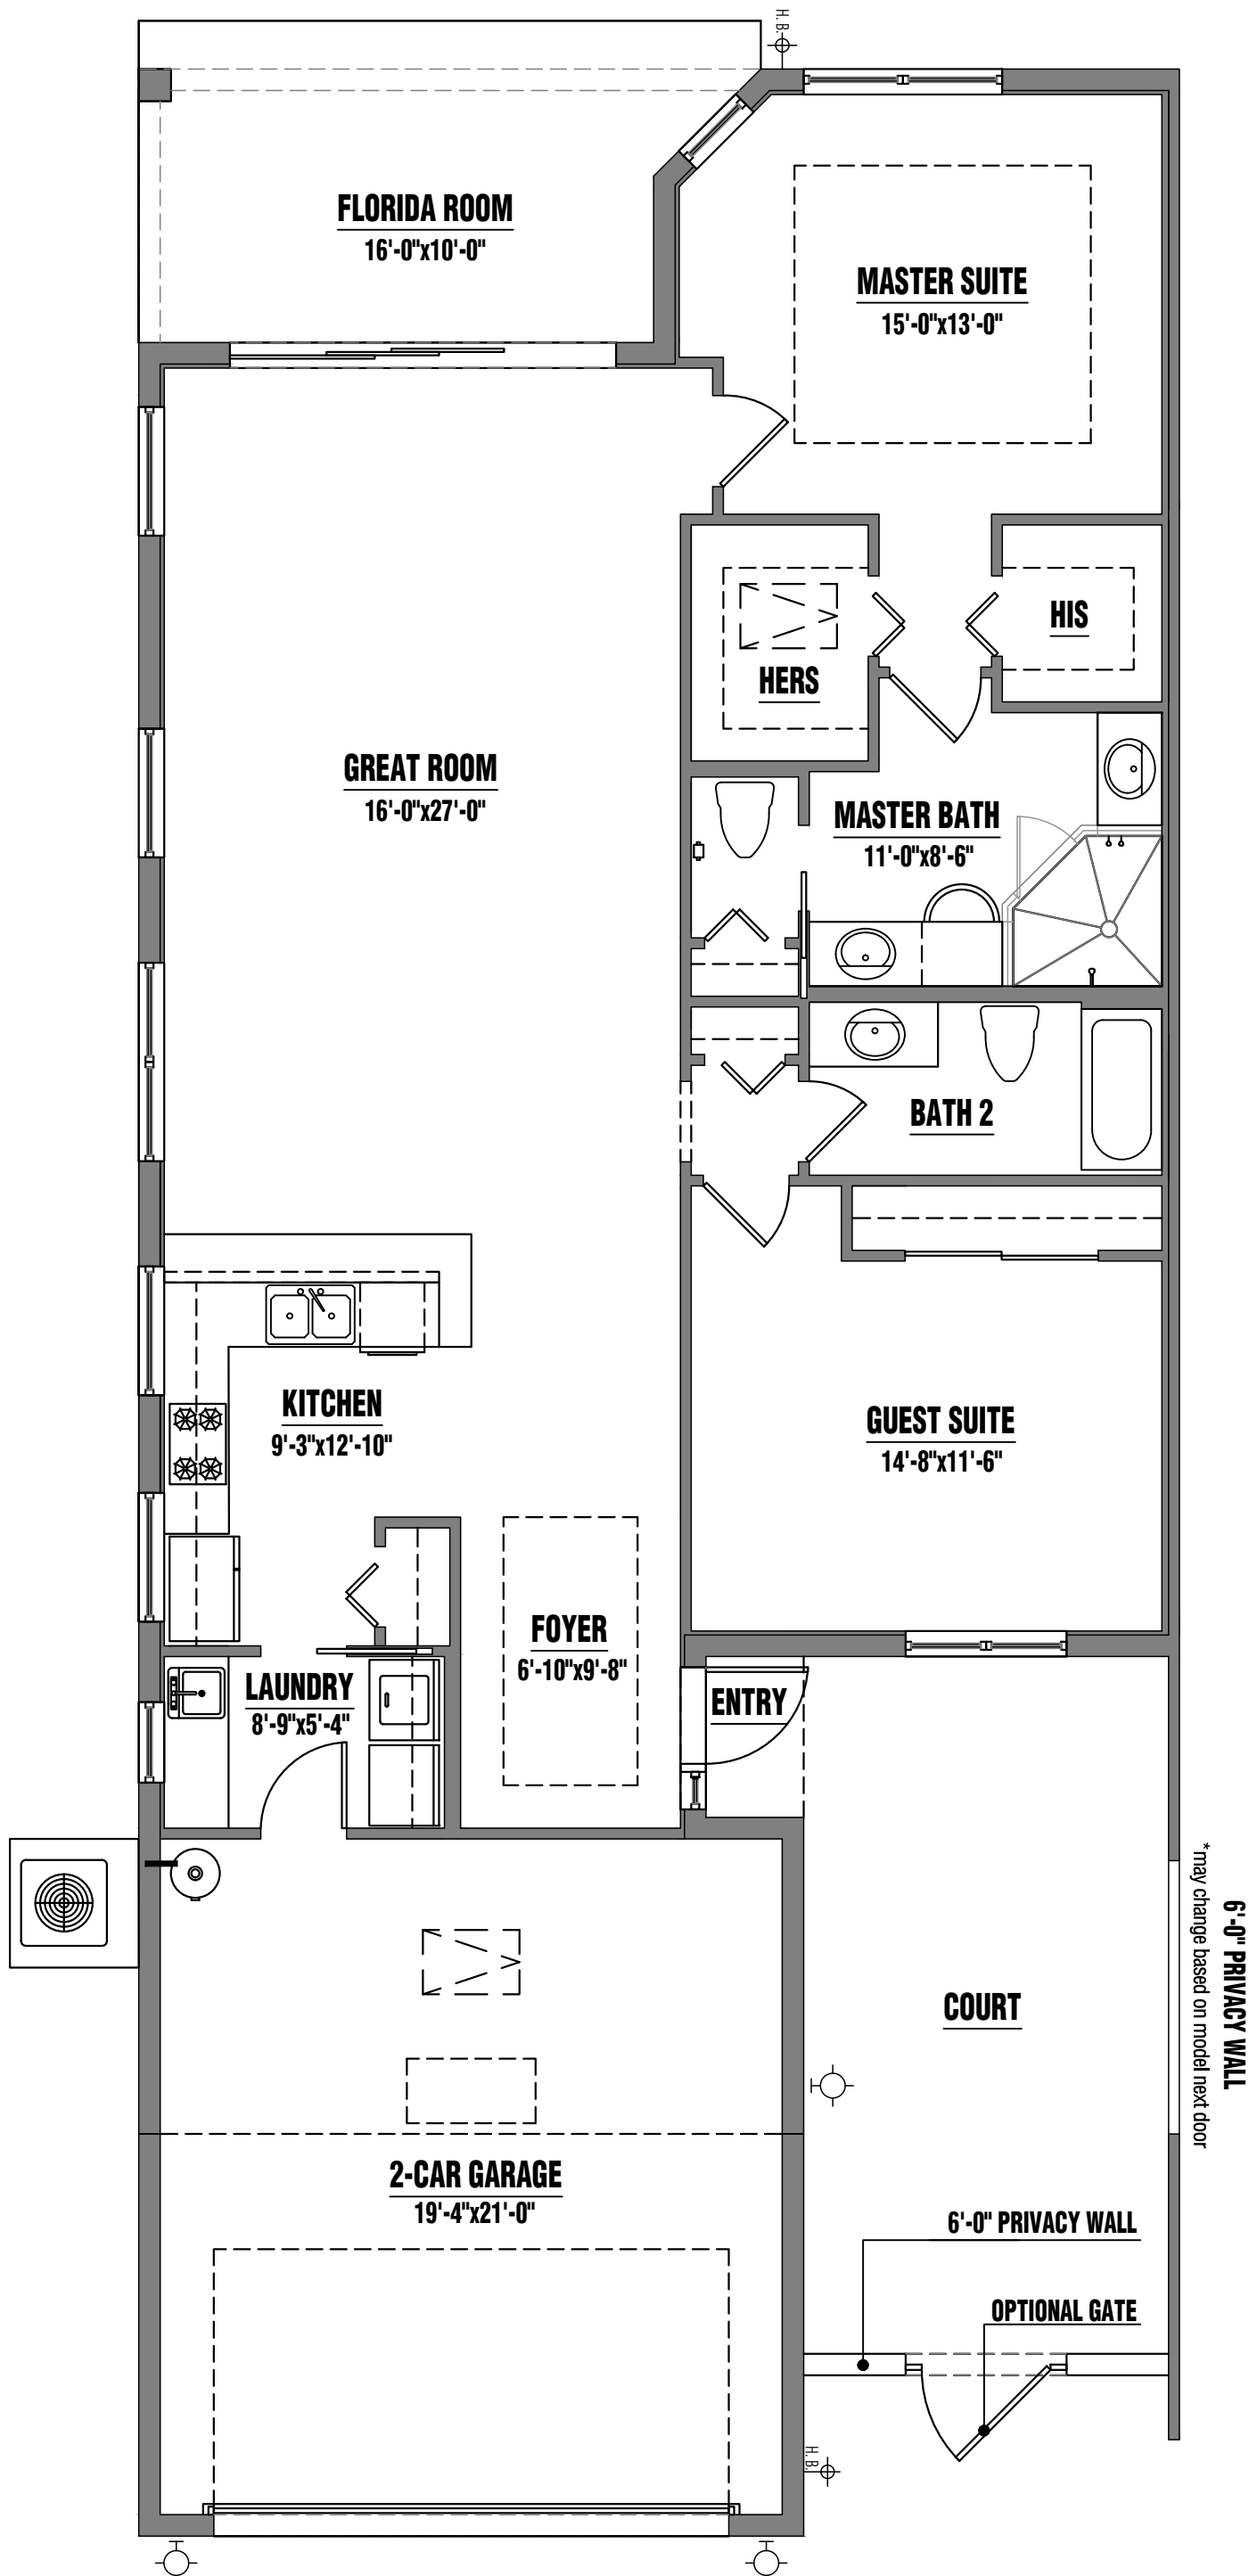 H. B.
FLORIDA ROOM
16'-0"x10'-0"
MASTER SUITE
15'-0"x13'-0"
HIS
HERS
GREAT ROOM
16'-0"x27'-0"
MASTER BATH
11'-0"x8'-6"
BATH 2
KITCHEN
9'-3"x12'-10"
GUEST SUITE
14'-8"x11'-6"
FOYER
6'-10"x9'-8"
LAUNDRY
8'-9"x5'-4"
ENTRY
6'-0" PRIVACY WALL
*may change based on model next door
COURT
2-CAR GARAGE
19'-4"x21'-0"
6'-0" PRIVACY WALL
OPTIONAL GATE
H. B.